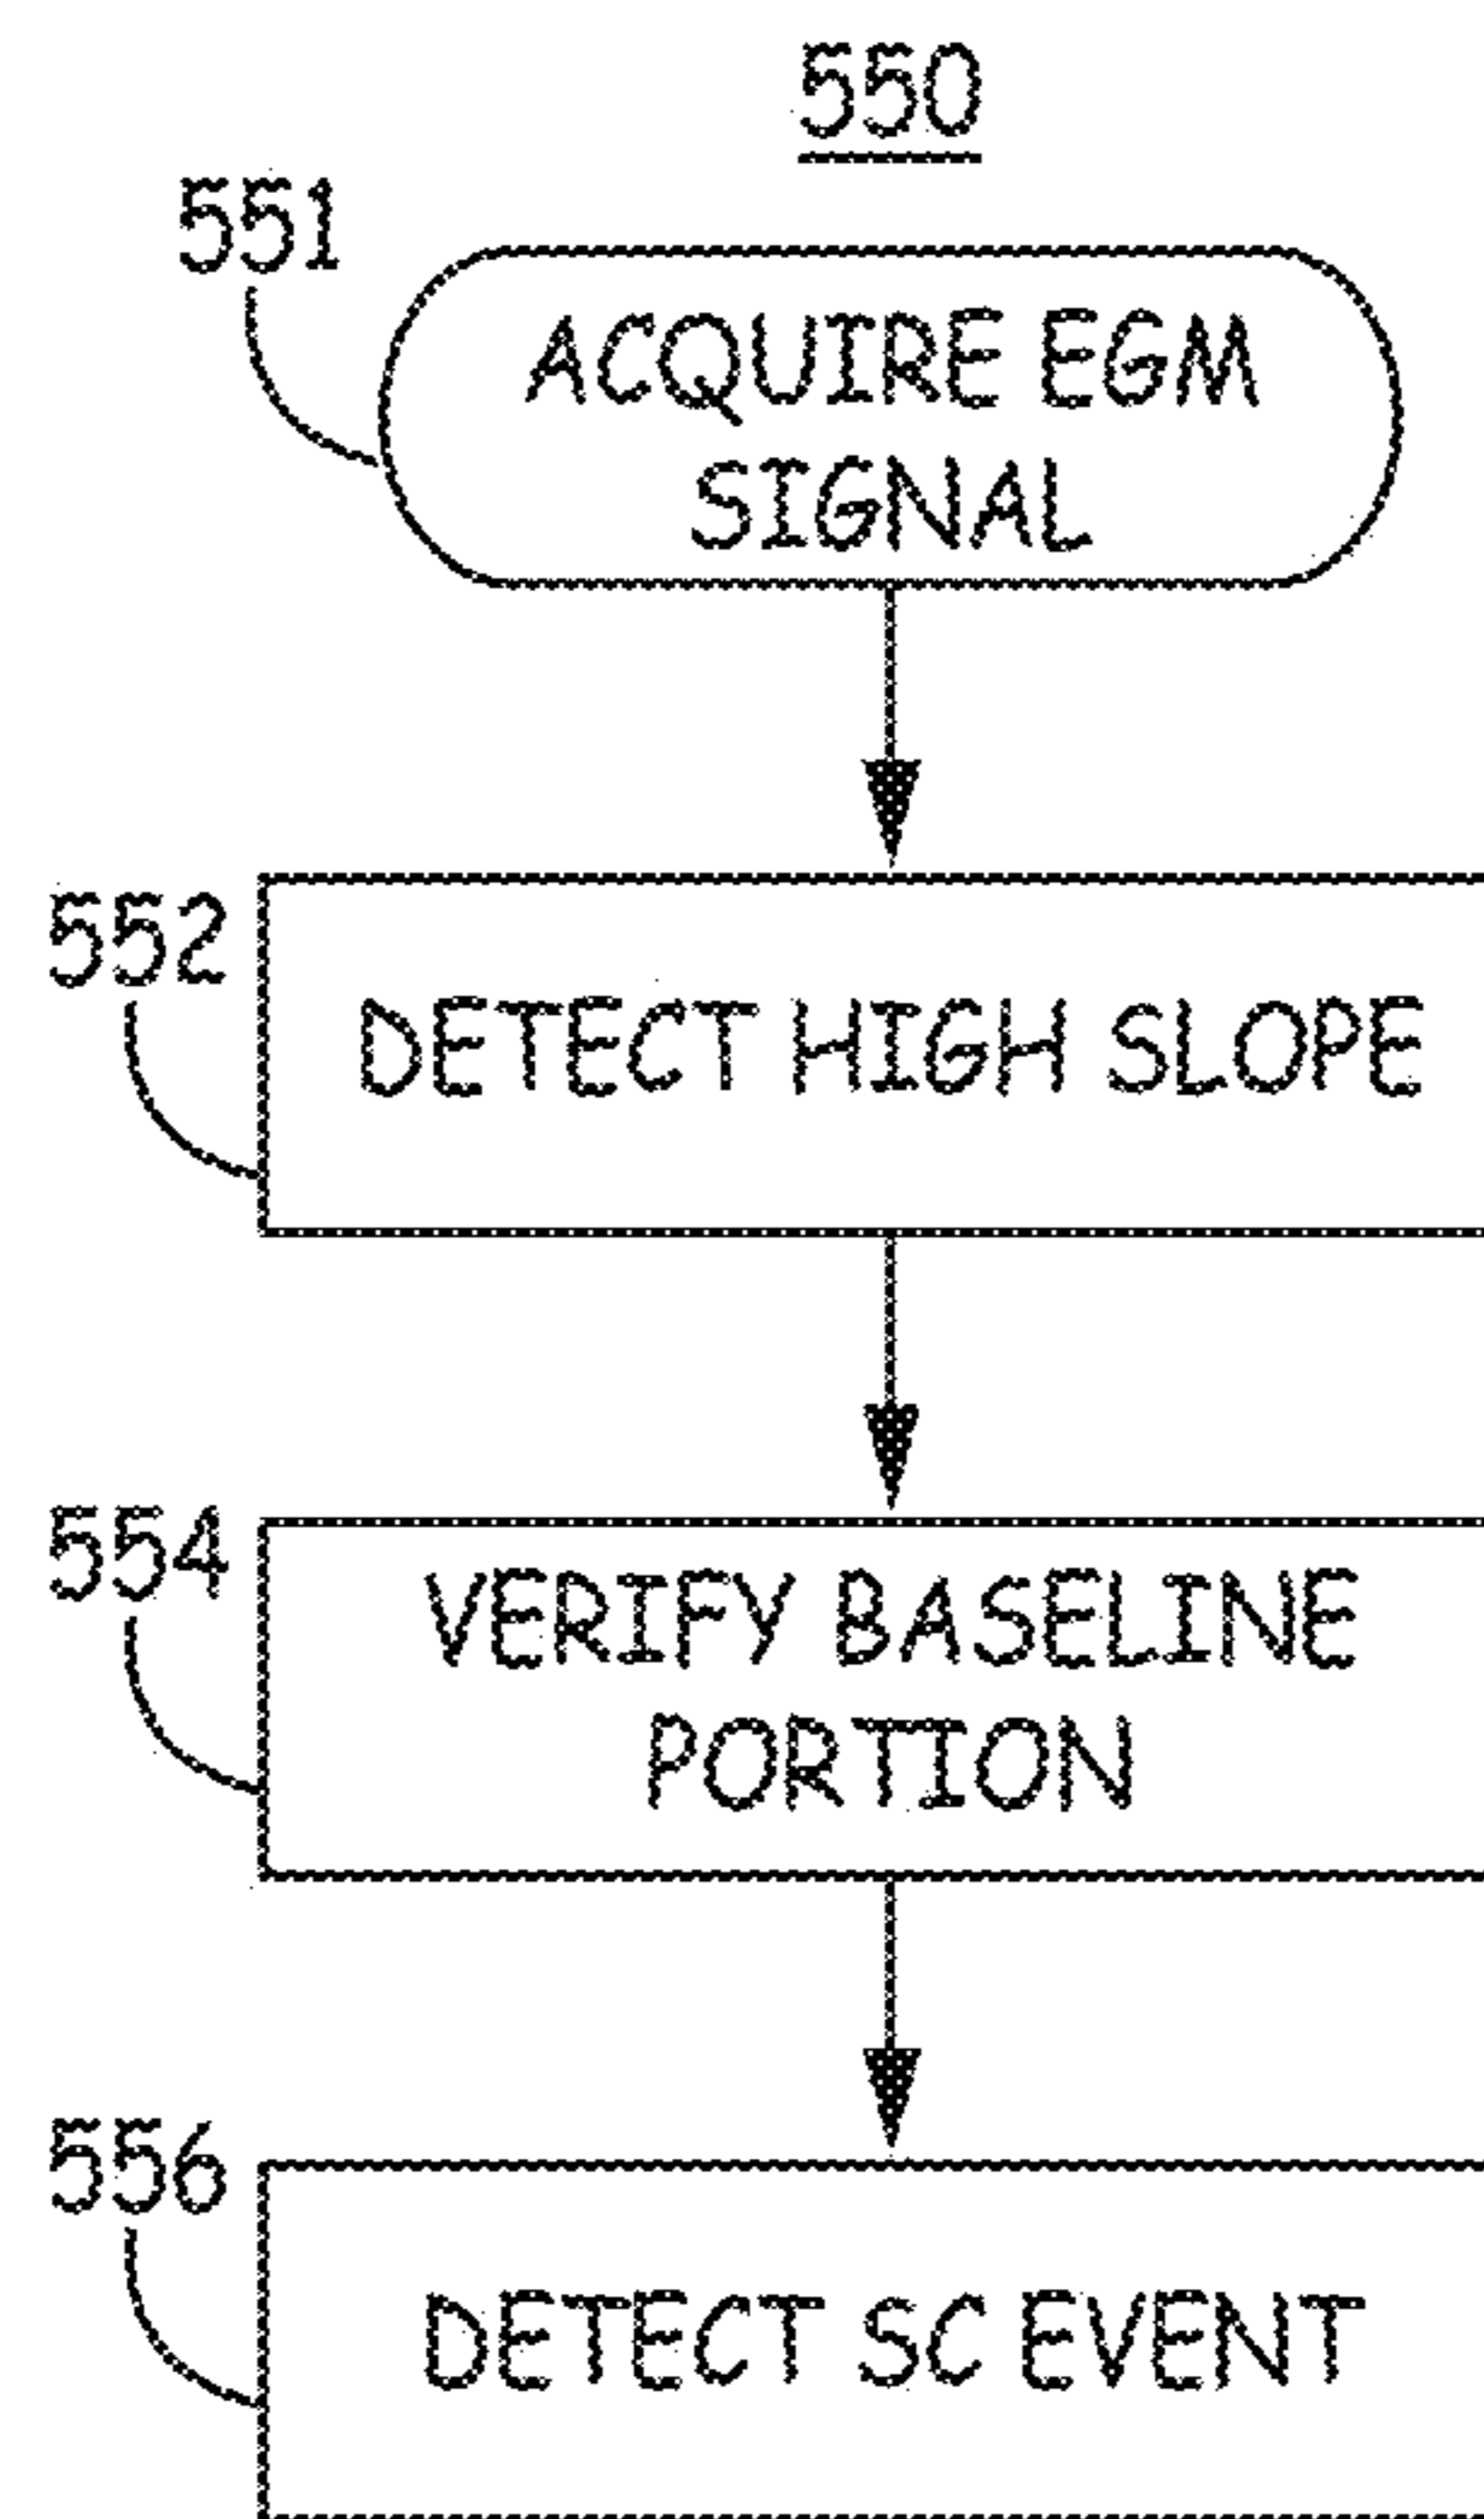 550
551
ACQUIRE EGM
SIGNAL
552
DETECT HIGH SLOPE
554
VERIFY BASELINE
PORTION
556
DETECT SC EVENT